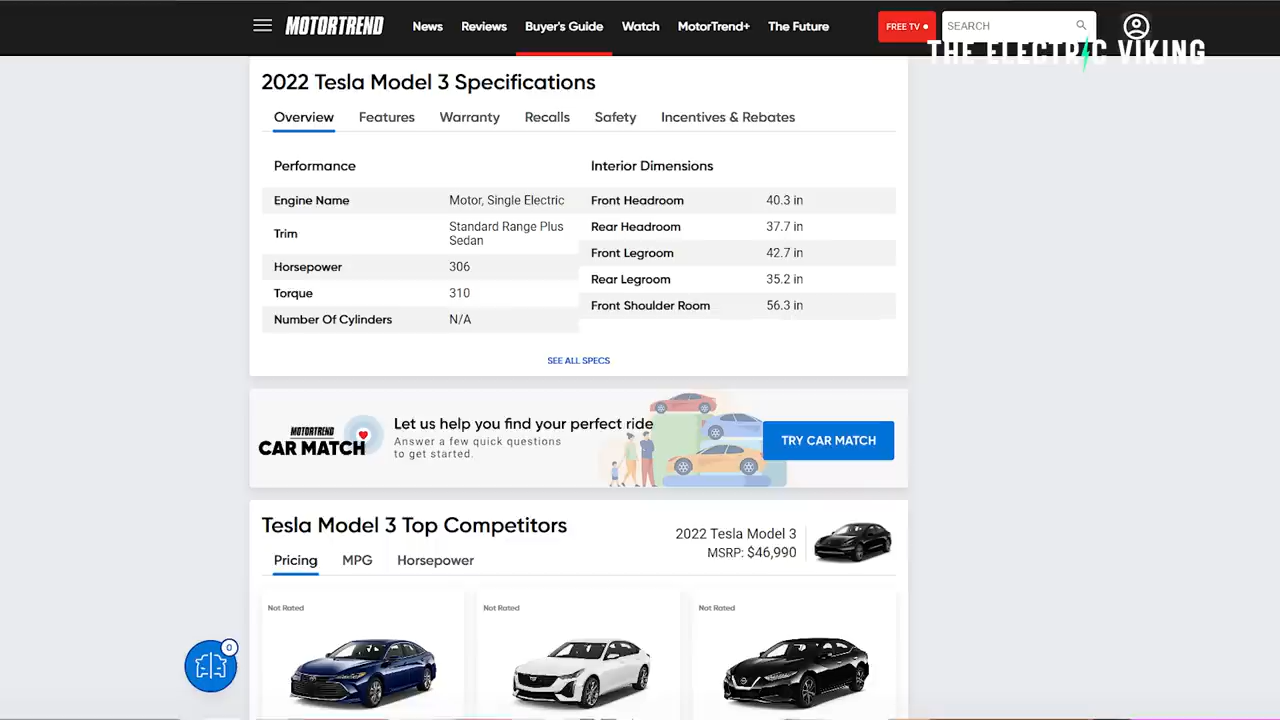 MOTORTREND
News Reviews Buyer's Guide Watch MotorTrend+ The Future
FREE TV
SEARCH
THE ELECTRIC VIKING
2022 Tesla Model 3 Specifications
Overview Features Warranty Recalls Safety Incentives & Rebates
Performance
Engine Name Motor, Single Electric
Trim Standard Range Plus
Sedan
Horsepower 306
Torque 310
Number Of Cylinders N/A
Interior Dimensions
Front Headroom 40.3 in
Rear Headroom 37.7 in
Front Legroom 42.7 in
Rear Legroom 35.2 in
Front Shoulder Room 56.3 in
SEE ALL SPECS
MOTORTREND
CAR MATCH
Let us help you find your perfect ride
Answer a few quick questions
to get started.
TRY CAR MATCH
Tesla Model 3 Top Competitors
2022 Tesla Model 3
MSRP: $46,990
Pricing MPG Horsepower
Not Rated Not Rated Not Rated
0